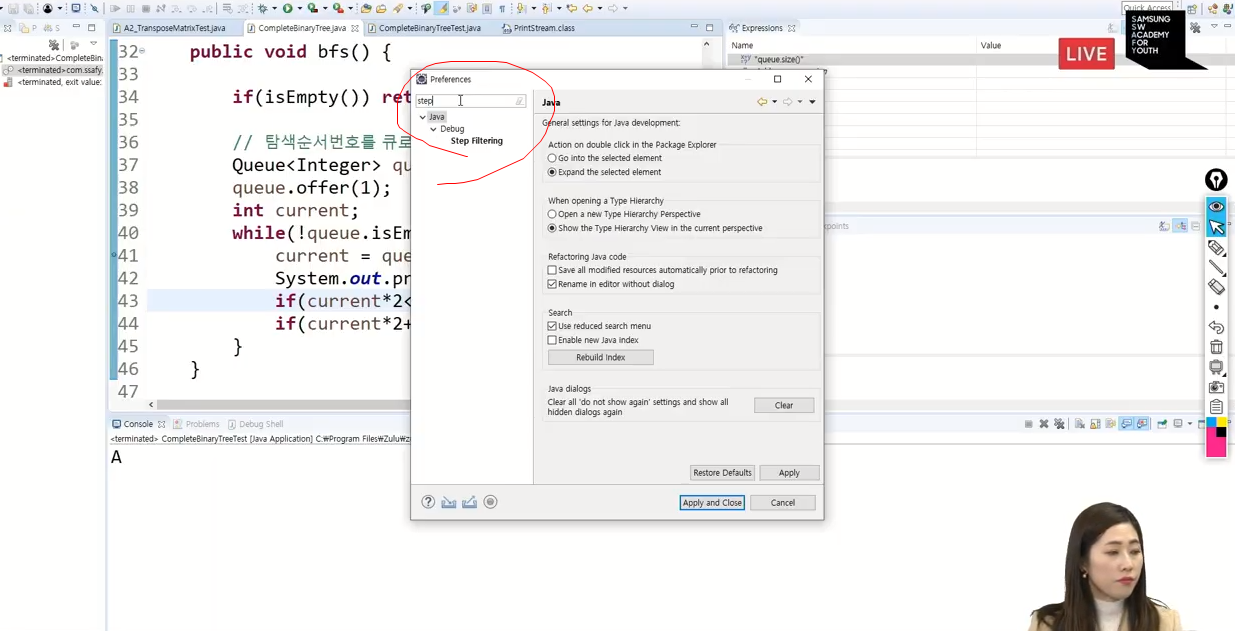 Quick Access
A2_TransposeMatrixTest.java
CompleteBinaryTree.java
CompleteBinaryTreeTest.java
PrintStream.class
Expressions
<terminated>CompleteBin
<terminated>com.ssafy.
<terminated, exit value:
Name
Value
"queue.size()"
LIVE
SAMSUNG
SW
ACADEMY
FOR
YOUTH
32 public void bfs() {
33
34 if(isEmpty()) ret
35
36 // 탐색순서번호를 큐로
37 Queue<Integer> qu
38 queue.offer(1);
39 int current;
40 while(!queue.isEm
41 current = que
42 System.out.pr
43 if(current*2<
44 if(current*2+
45 }
46 }
47
Preferences
step
Java
Debug
Step Filtering
Java
General settings for Java development:
Action on double click in the Package Explorer
Go into the selected element
Expand the selected element
When opening a Type Hierarchy
Open a new Type Hierarchy Perspective
Show the Type Hierarchy View in the current perspective
Refactoring Java code
Save all modified resources automatically prior to refactoring
Rename in editor without dialog
Search
Use reduced search menu
Enable new Java index
Rebuild Index
Java dialogs
Clear all 'do not show again' settings and show all
hidden dialogs again
Clear
Restore Defaults
Apply
Apply and Close
Cancel
kpoints
Console
Problems
Debug Shell
<terminated> CompleteBinaryTreeTest [Java Application] C:₩Program Files₩Zulu₩z
A